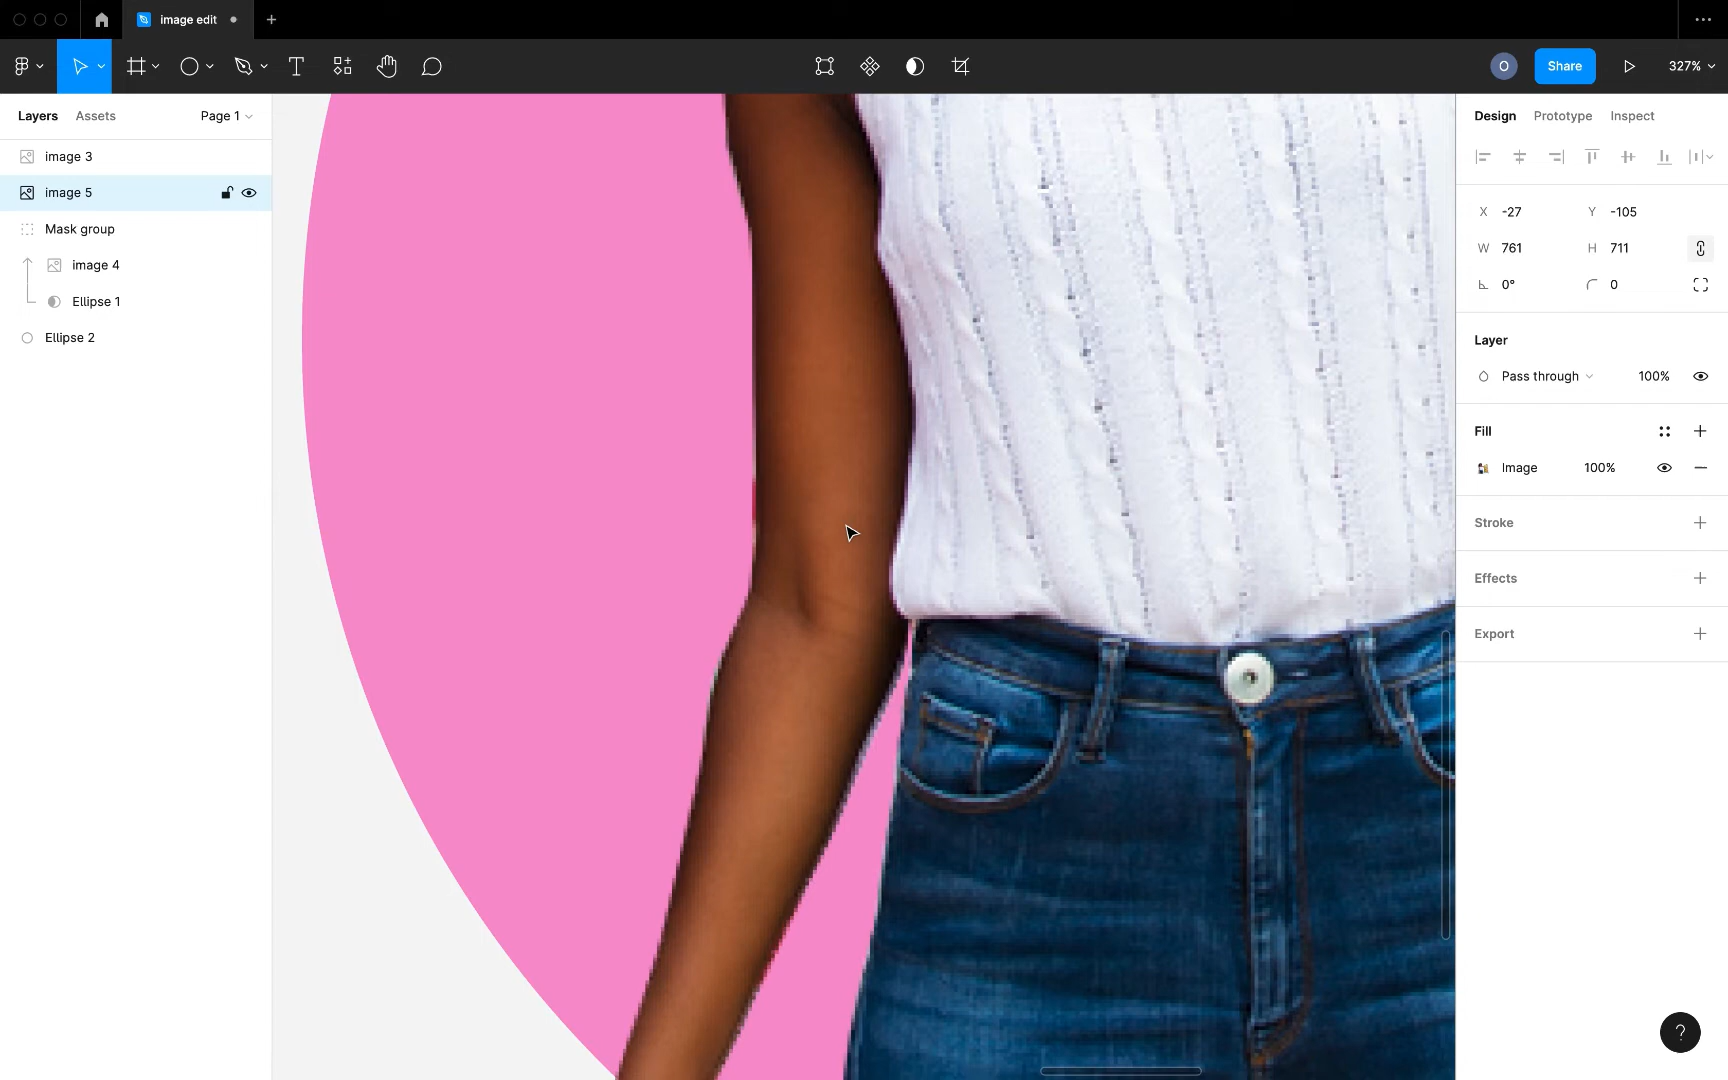 image edit
327%
Share
O
Layers
Assets
Page 1
image 3
image 5
Mask group
image 4
Ellipse 1
Ellipse 2
Design
Prototype
Inspect
X -27
Y -105
W 761
H 711
0°
0
Layer
Pass through
100%
Fill
Image
100%
Stroke
Effects
Export
?